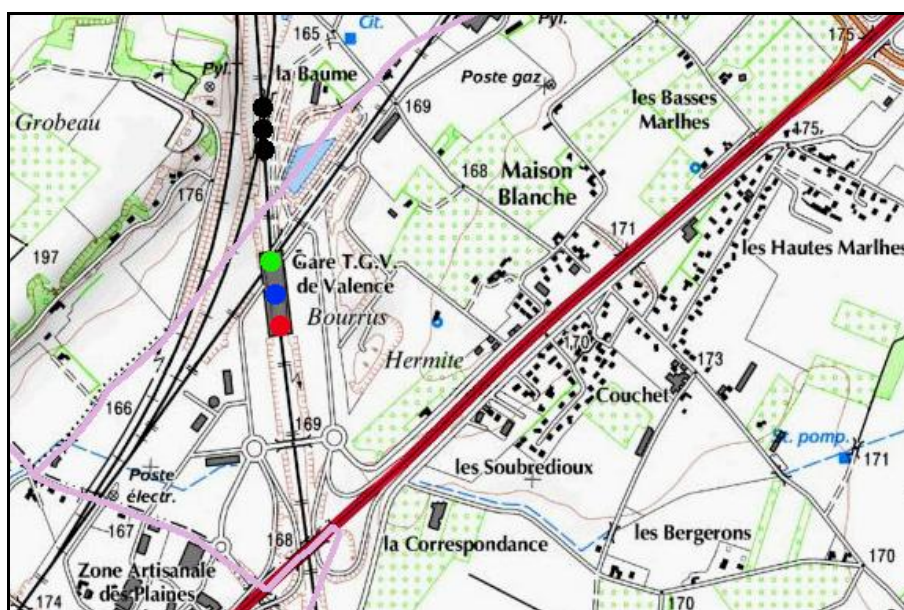 165
Cit.
Pyl.
170
175
Pyl.
la Baume
Poste gaz
les Basses
Marlhes
Grobeau
169
175
176
168
Maison
Blanche
197
171
les Hautes Marlhes
Gare T.G.V.
de Valence
Bourrus
Hermite
170
173
Couchet
166
169
St. pomp.
171
les Soubredioux
Poste
électr.
167
168
la Correspondance
les Bergerons
170
Zone Artisanale
des Plaines
174
170